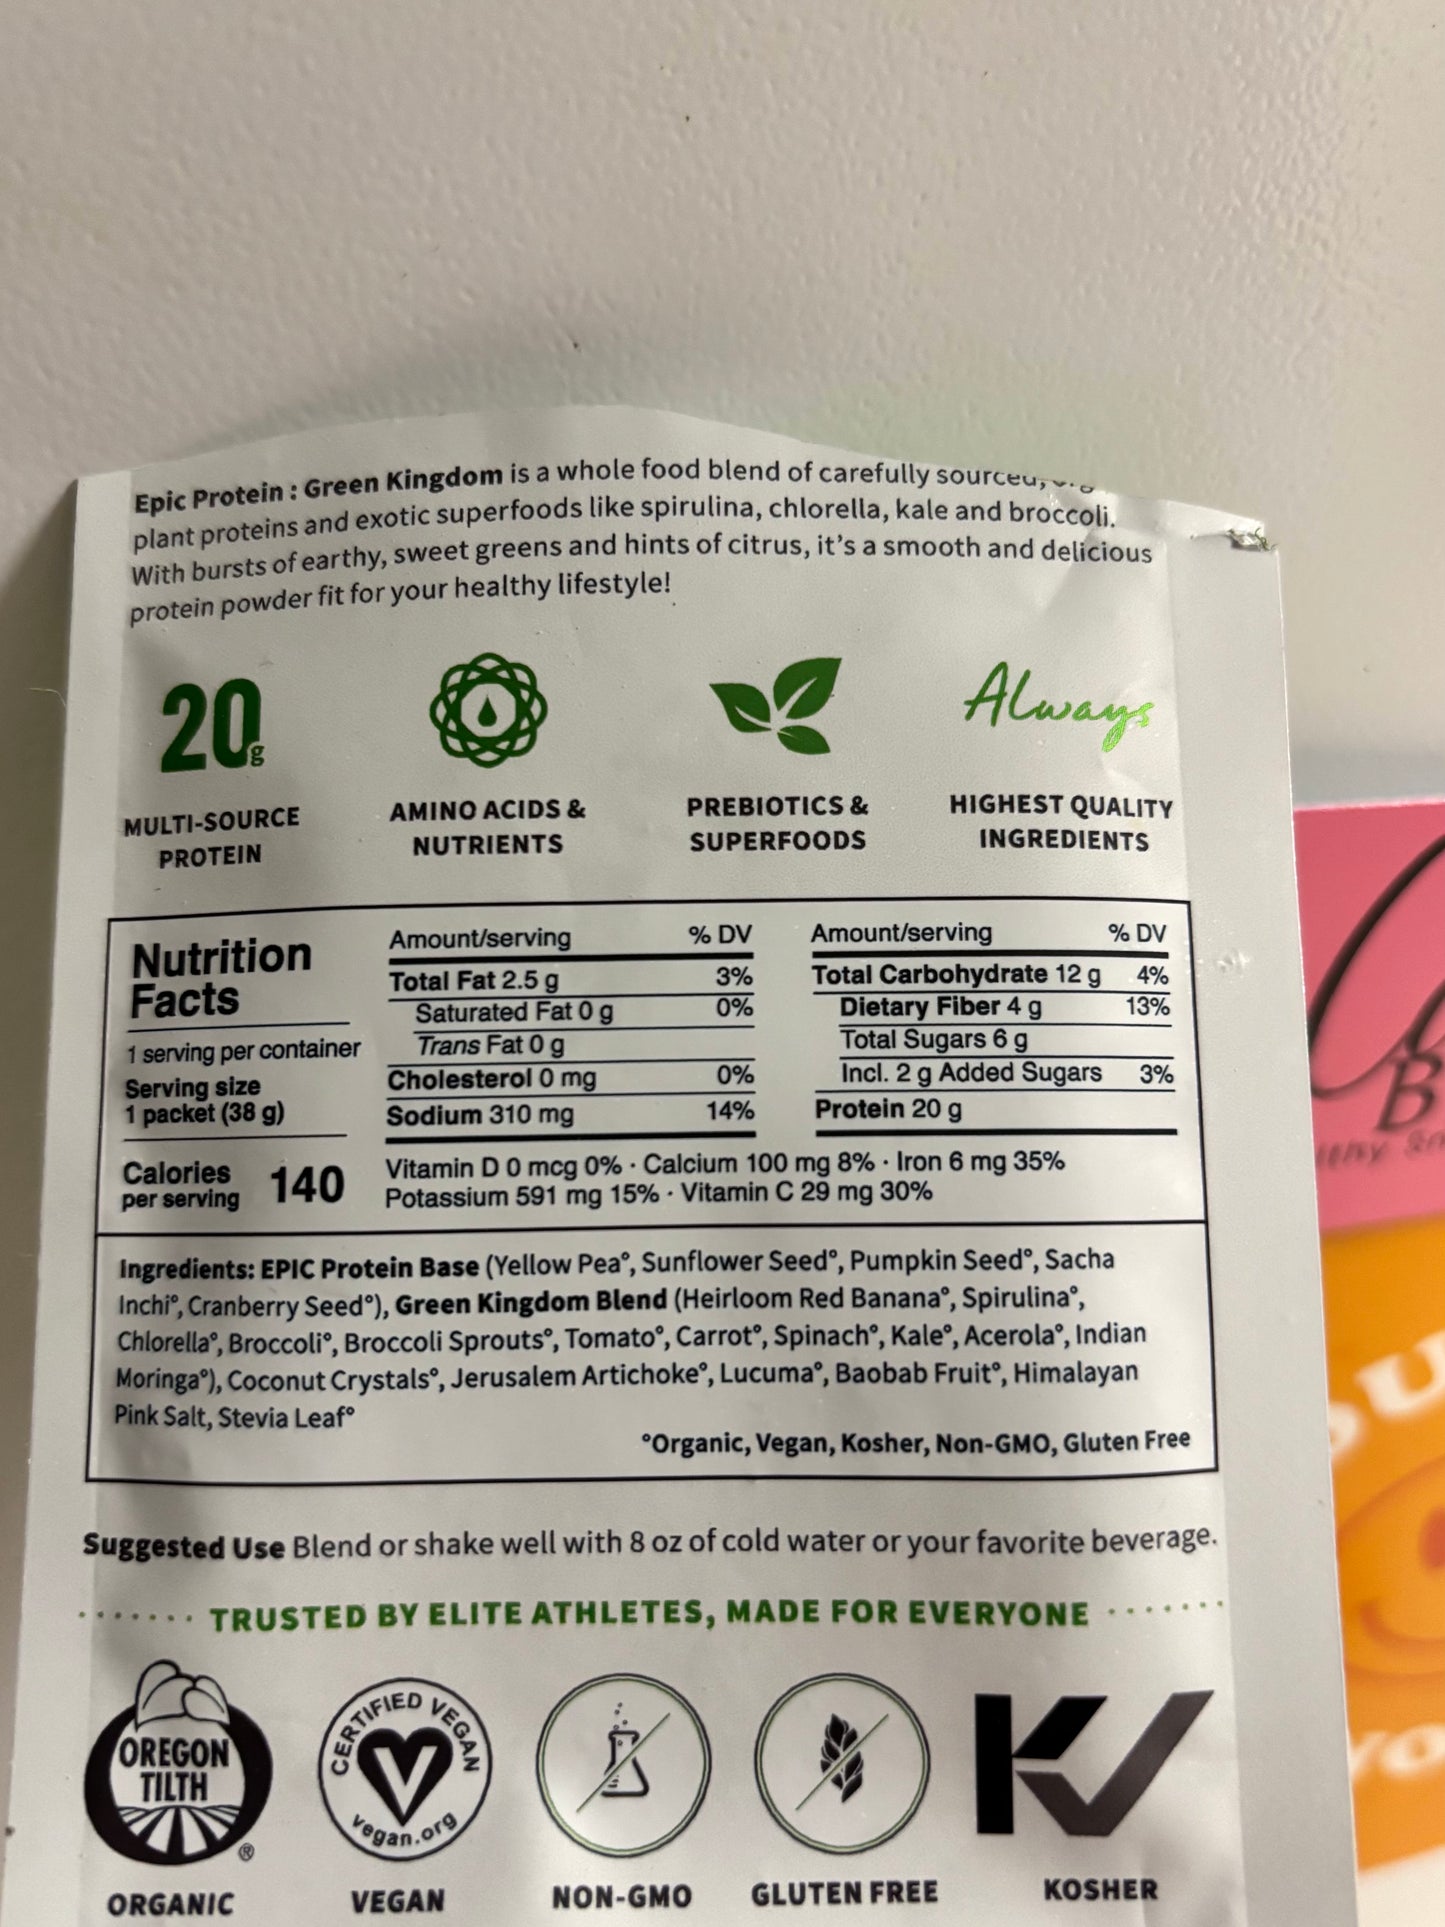 Epic Protein : Green Kingdom is a whole food blend of carefully sourced,
plant proteins and exotic superfoods like spirulina, chlorella, kale and broccoli.
With bursts of earthy, sweet greens and hints of citrus, it's a smooth and delicious
protein powder fit for your healthy lifestyle!
20g
MULTI-SOURCE
PROTEIN
AMINO ACIDS &
NUTRIENTS
PREBIOTICS &
SUPERFOODS
Always
HIGHEST QUALITY
INGREDIENTS
Nutrition
Facts
1 serving per container
Serving size
1 packet (38 g)
Calories
per serving 140
Amount/serving % DV
Total Fat 2.5 g 3%
Saturated Fat 0 g 0%
Trans Fat 0 g
Cholesterol 0 mg 0%
Sodium 310 mg 14%
Amount/serving % DV
Total Carbohydrate 12 g 4%
Dietary Fiber 4 g 13%
Total Sugars 6 g
Incl. 2 g Added Sugars 3%
Protein 20 g
Vitamin D 0 mcg 0% · Calcium 100 mg 8% · Iron 6 mg 35%
Potassium 591 mg 15% · Vitamin C 29 mg 30%
Ingredients: EPIC Protein Base (Yellow Pea°, Sunflower Seed°, Pumpkin Seed°, Sacha
Inchi°, Cranberry Seed°), Green Kingdom Blend (Heirloom Red Banana°, Spirulina°,
Chlorella°, Broccoli°, Broccoli Sprouts°, Tomato°, Carrot°, Spinach°, Kale°, Acerola°, Indian
Moringa°), Coconut Crystals°, Jerusalem Artichoke°, Lucuma°, Baobab Fruit°, Himalayan
Pink Salt, Stevia Leaf°
°Organic, Vegan, Kosher, Non-GMO, Gluten Free
Suggested Use Blend or shake well with 8 oz of cold water or your favorite beverage.
TRUSTED BY ELITE ATHLETES, MADE FOR EVERYONE
OREGON
TILTH
®
ORGANIC
CERTIFIED VEGAN
V
vegan.org
VEGAN
NON-GMO
GLUTEN FREE
KV
KOSHER